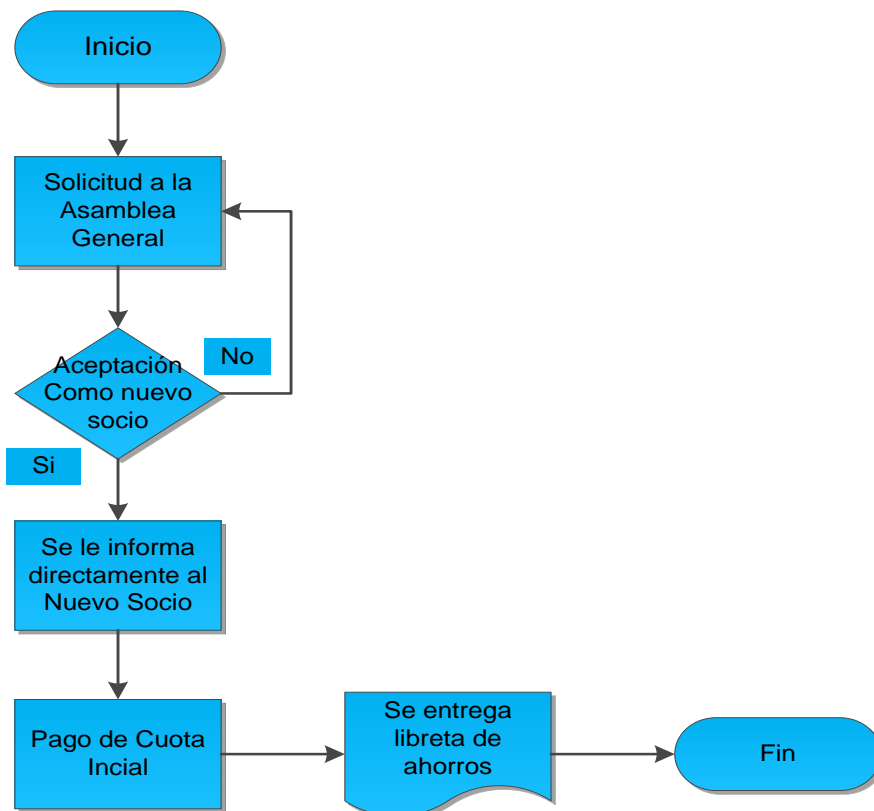 Inicio
Solicitud a la
Asamblea
General
Aceptación
Como nuevo
socio
No
Si
Se le informa
directamente al
Nuevo Socio
Pago de Cuota
Incial
Se entrega
libreta de
ahorros
Fin